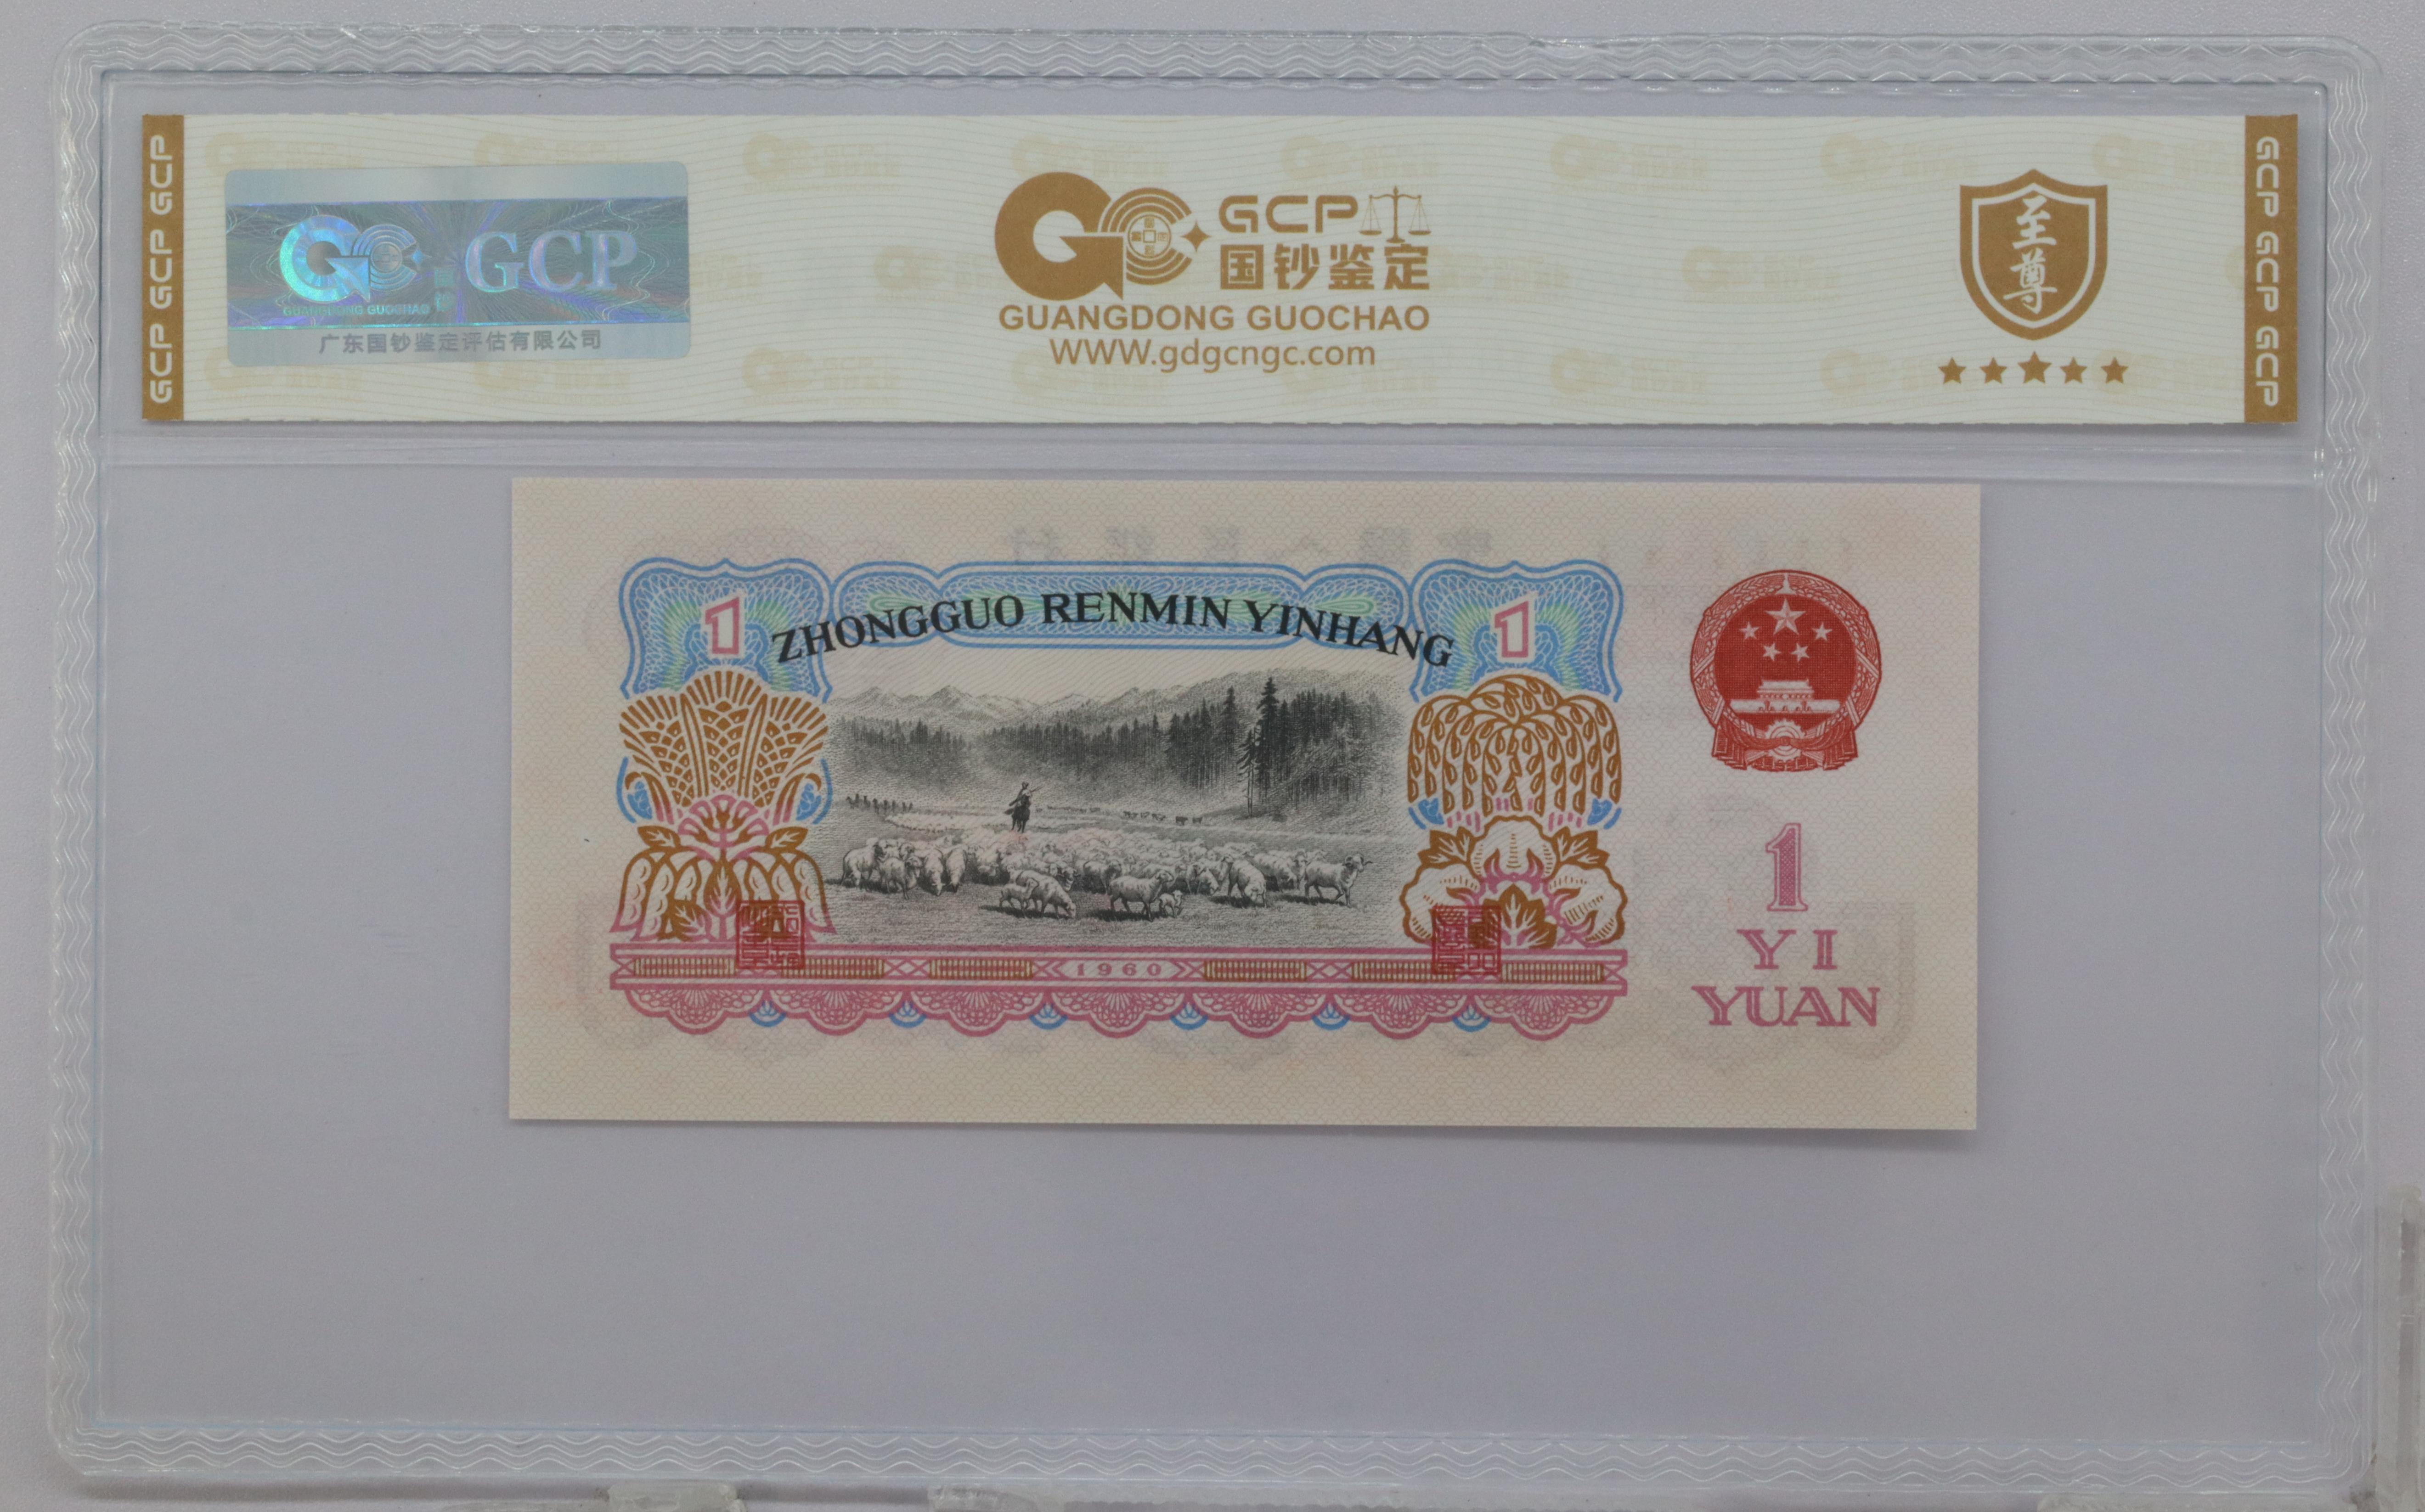 GCP GCP GCP
GCP
GUANGDONG GUOCHAO
广东国钞鉴定评估有限公司
GCP
国钞鉴定
GUANGDONG GUOCHAO
WWW.gdgcngc.com
至尊
GCP GCP GCP
ZHONGGUO RENMIN YINHANG
1
1
1960
1
YI
YUAN